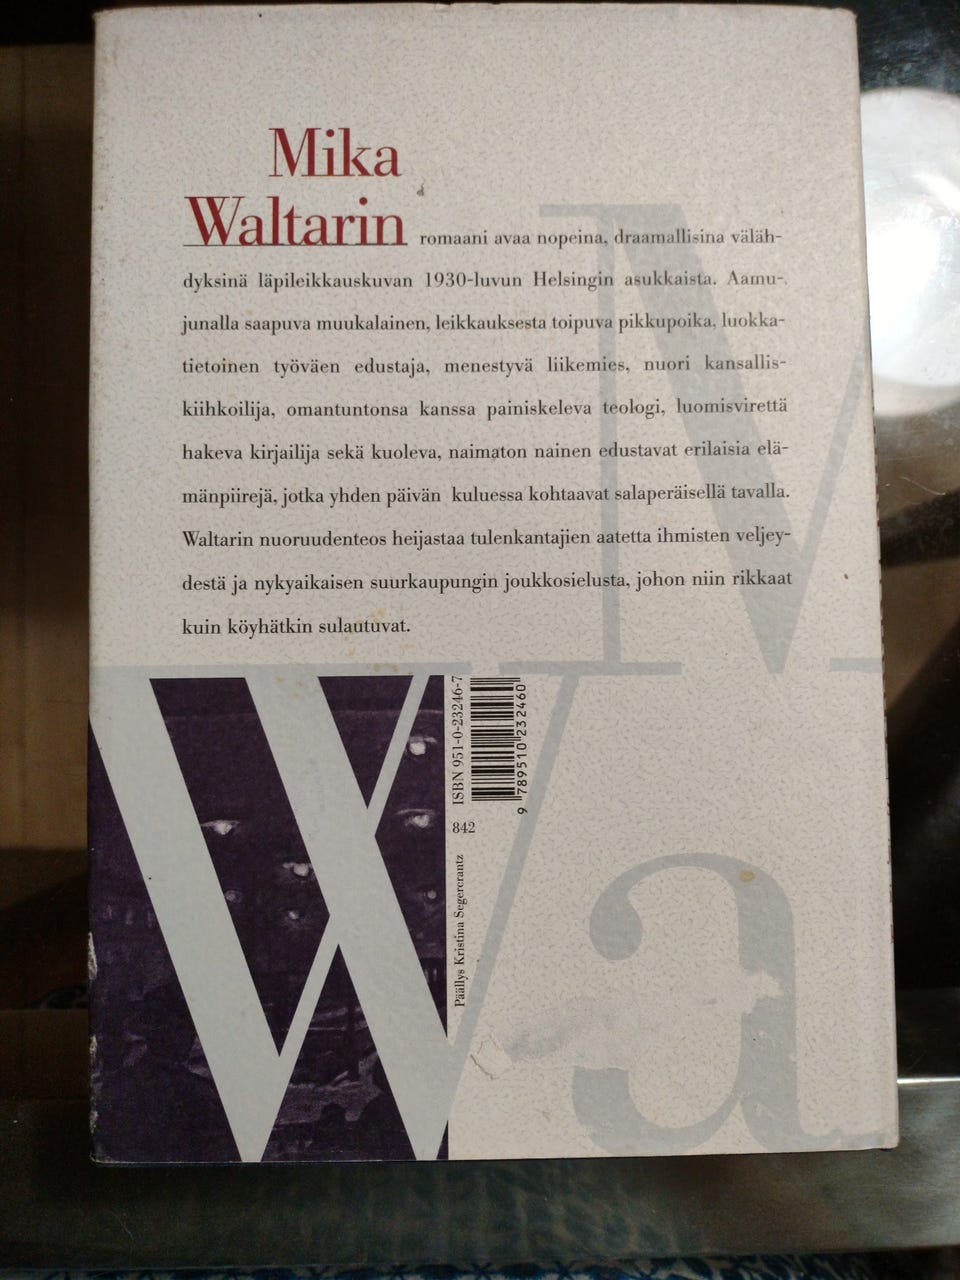 Mika
Waltarin romaani avaa nopeina, draamallisina väläh-
dyksinä läpileikkauskuvan 1930-luvun Helsingin asukkaista. Aamu-
junalla saapuva muukalainen, leikkauksesta toipuva pikkupoika, luokka-
tietoinen työväen edustaja, menestyvä liikemies, nuori kansallis-
kiihkoilija, omantuntonsa kanssa painiskeleva teologi, luomisvirettä
hakeva kirjailija sekä kuoleva, naimaton nainen edustavat erilaisia elä-
mänpiirejä, jotka yhden päivän kuluessa kohtaavat salaperäisellä tavalla.
Waltarin nuoruudenteos heijastaa tulenkantajien aatetta ihmisten veljey-
destä ja nykyaikaisen suurkaupungin joukkosielusta, johon niin rikkaat
kuin köyhätkin sulautuvat.
M
Wa
ISBN 951-0-23246-7
9 789510 232460
842
Päällys Kristina Segercrantz